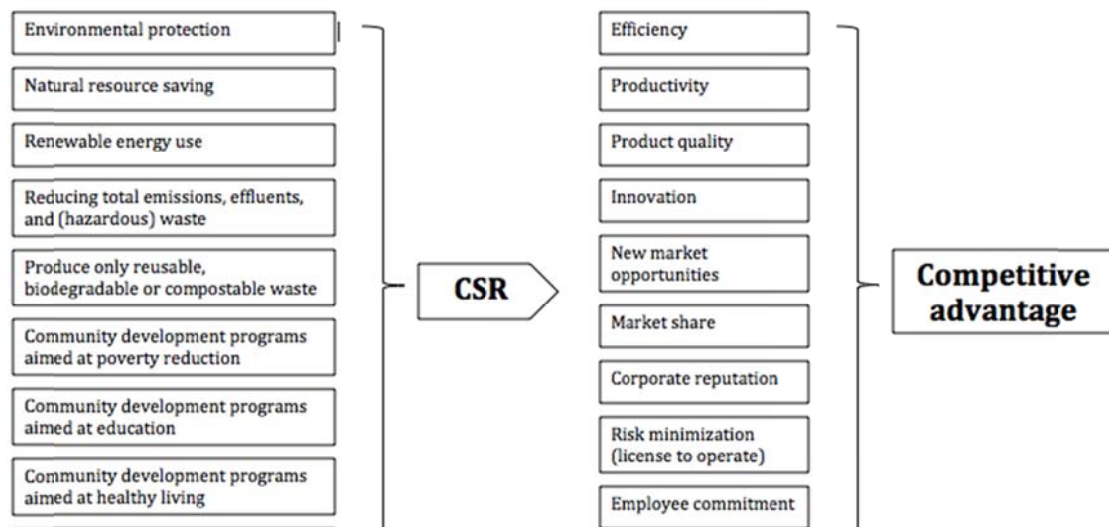 Environmental protection
Natural resource saving
Renewable energy use
Reducing total emissions, effluents,
and (hazardous) waste
Produce only reusable,
biodegradable or compostable waste
Community development programs
aimed at poverty reduction
Community development programs
aimed at education
Community development programs
aimed at healthy living
CSR
Efficiency
Productivity
Product quality
Innovation
New market
opportunities
Market share
Corporate reputation
Risk minimization
(license to operate)
Employee commitment
Competitive
advantage